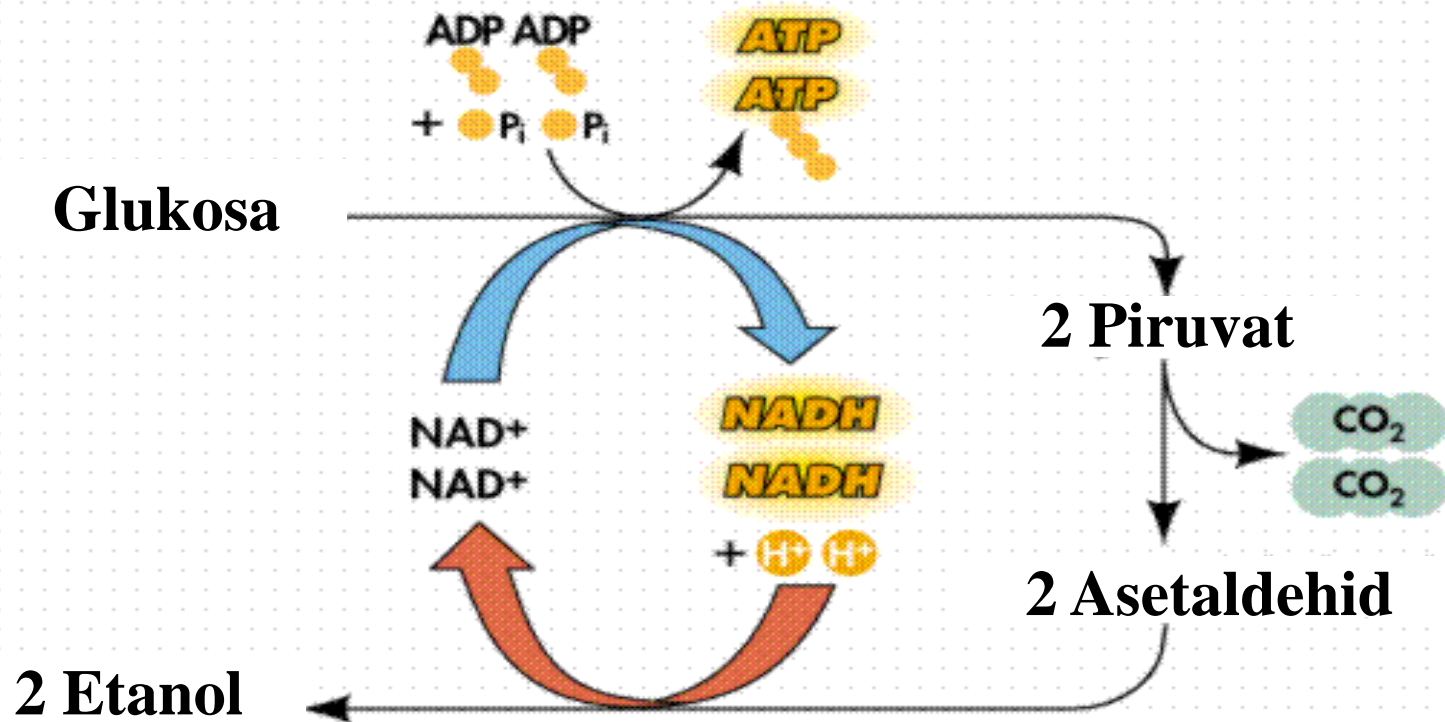 ADP ADP
+ Pi Pi
ATP
ATP
Glukosa
2 Piruvat
NAD+
NAD+
NADH
NADH
+ H+ H+
CO2
CO2
2 Asetaldehid
2 Etanol